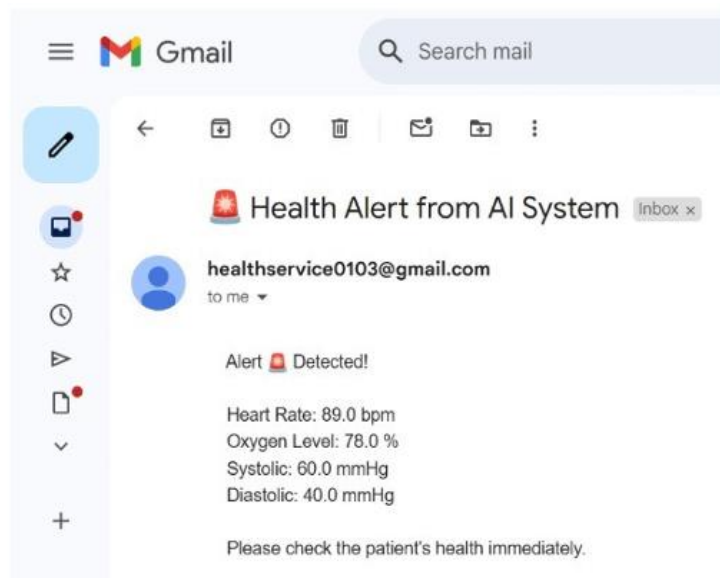 Gmail
Search mail
🚨 Health Alert from AI System Inbox ×
healthservice0103@gmail.com
to me
Alert 🚨 Detected!
Heart Rate: 89.0 bpm
Oxygen Level: 78.0 %
Systolic: 60.0 mmHg
Diastolic: 40.0 mmHg
Please check the patient's health immediately.